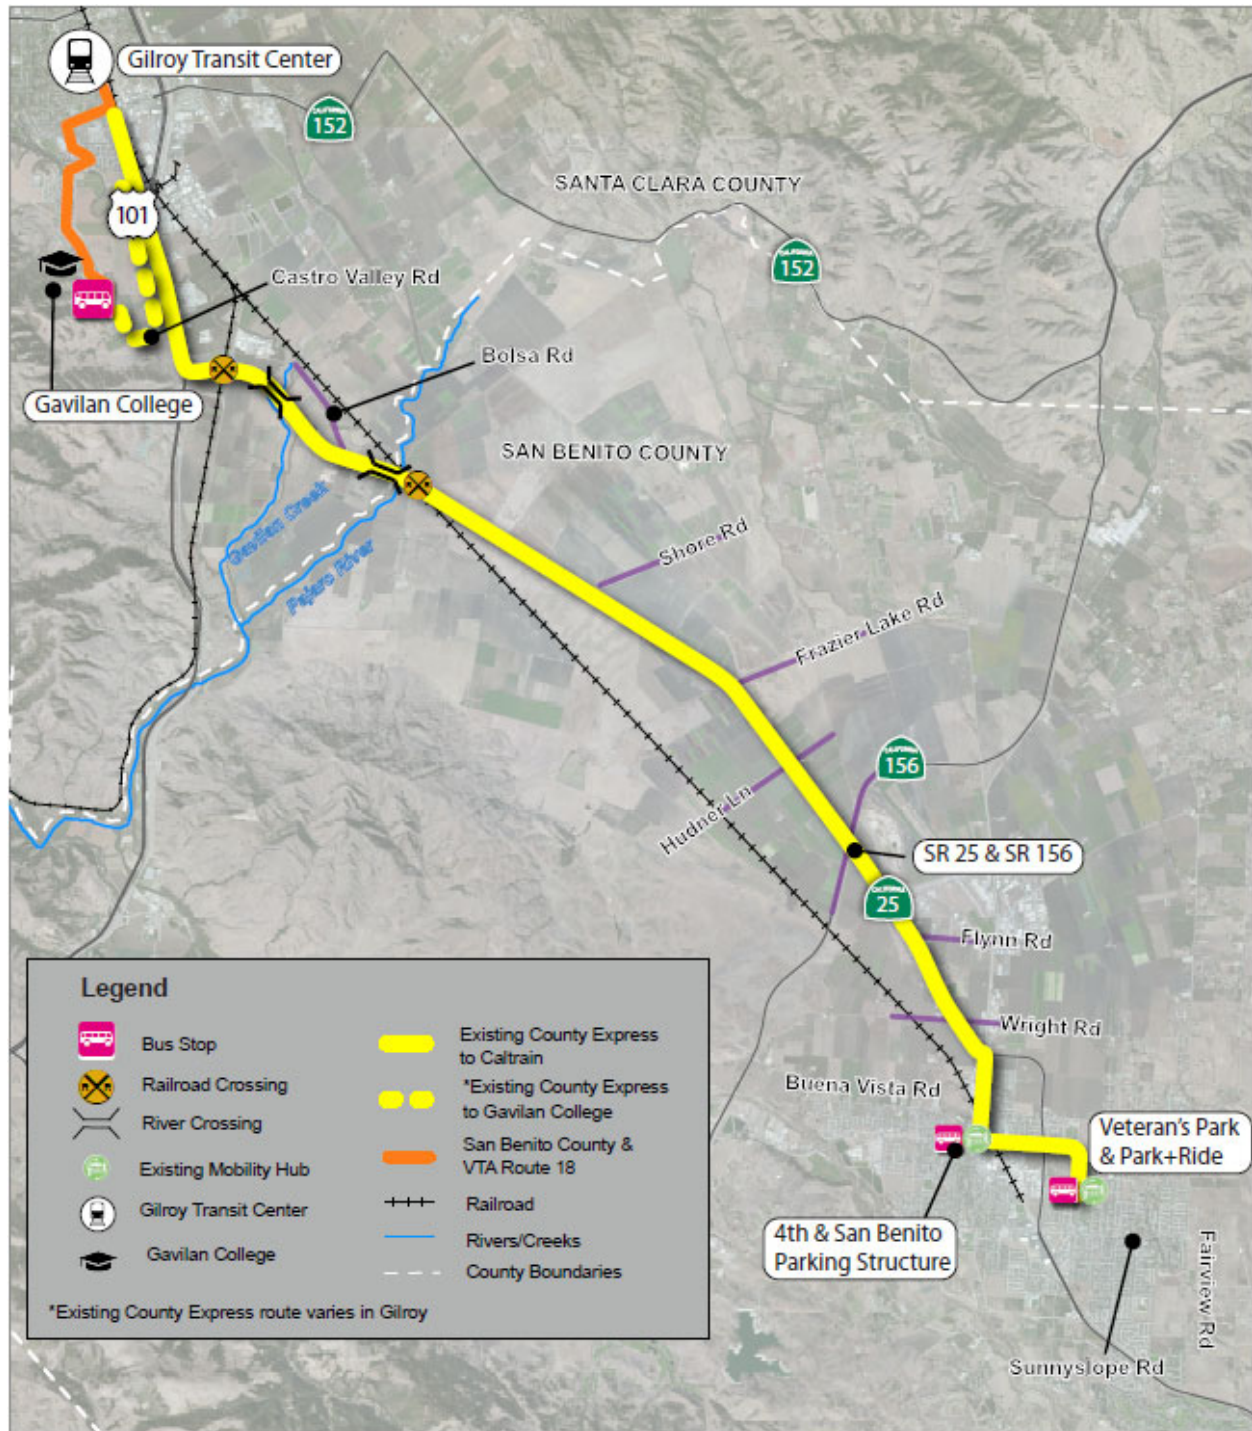 Gilroy Transit Center
CALIFORNIA
152
SANTA CLARA COUNTY
101
CALIFORNIA
152
Castro Valley Rd
Bolsa Rd
Gavilan College
SAN BENITO COUNTY
Gavilan Creek
Pajaro River
Shore Rd
Frazier Lake Rd
CALIFORNIA
156
Hudner Ln
SR 25 & SR 156
CALIFORNIA
25
Flynn Rd
Wright Rd
Buena Vista Rd
Veteran's Park
& Park+Ride
4th & San Benito
Parking Structure
Fairview Rd
Sunnyslope Rd
Legend
Bus Stop
Railroad Crossing
River Crossing
Existing Mobility Hub
Gilroy Transit Center
Gavilan College
Existing County Express
to Caltrain
*Existing County Express
to Gavilan College
San Benito County &
VTA Route 18
Railroad
Rivers/Creeks
County Boundaries
*Existing County Express route varies in Gilroy